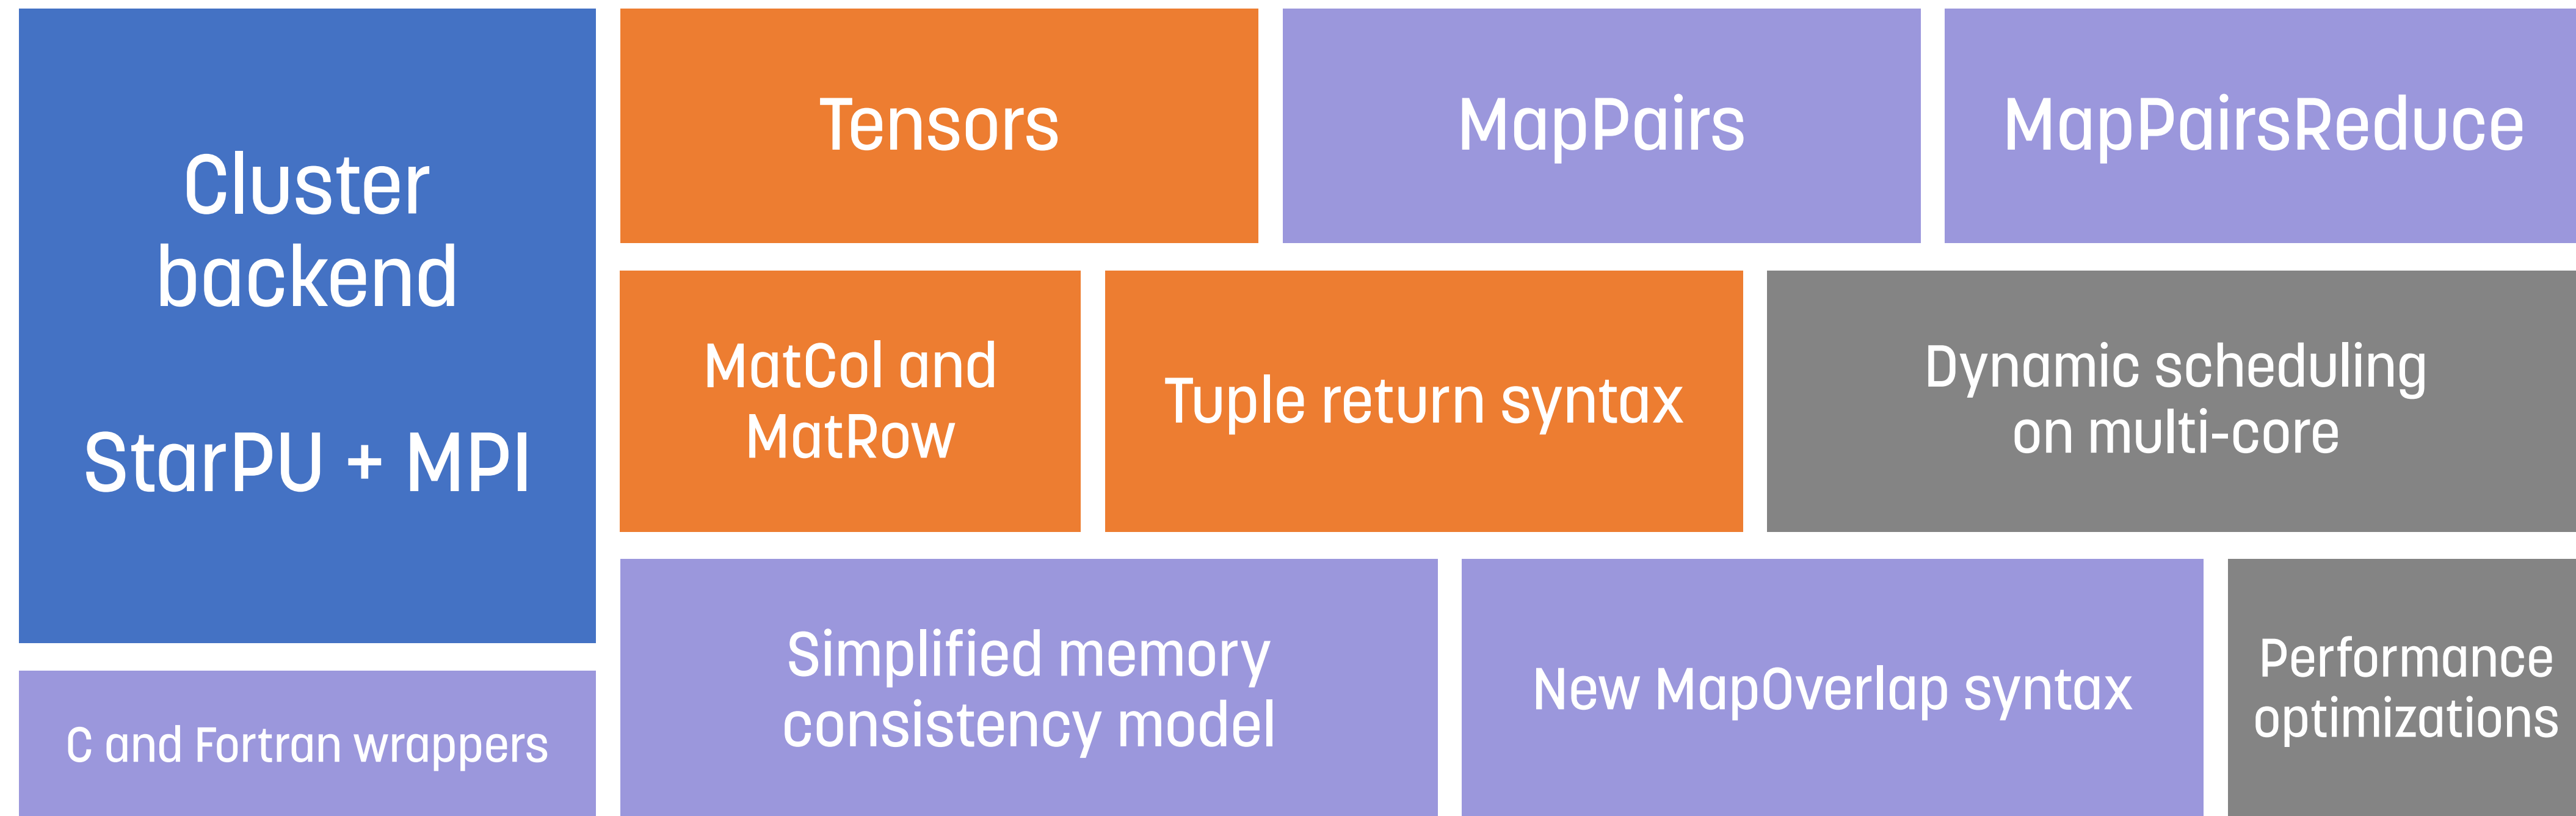 Cluster
backend
StarPU + MPI
C and Fortran wrappers
Tensors
MapPairs
MapPairsReduce
MatCol and
MatRow
Tuple return syntax
Dynamic scheduling
on multi-core
Simplified memory
consistency model
New MapOverlap syntax
Performance
optimizations